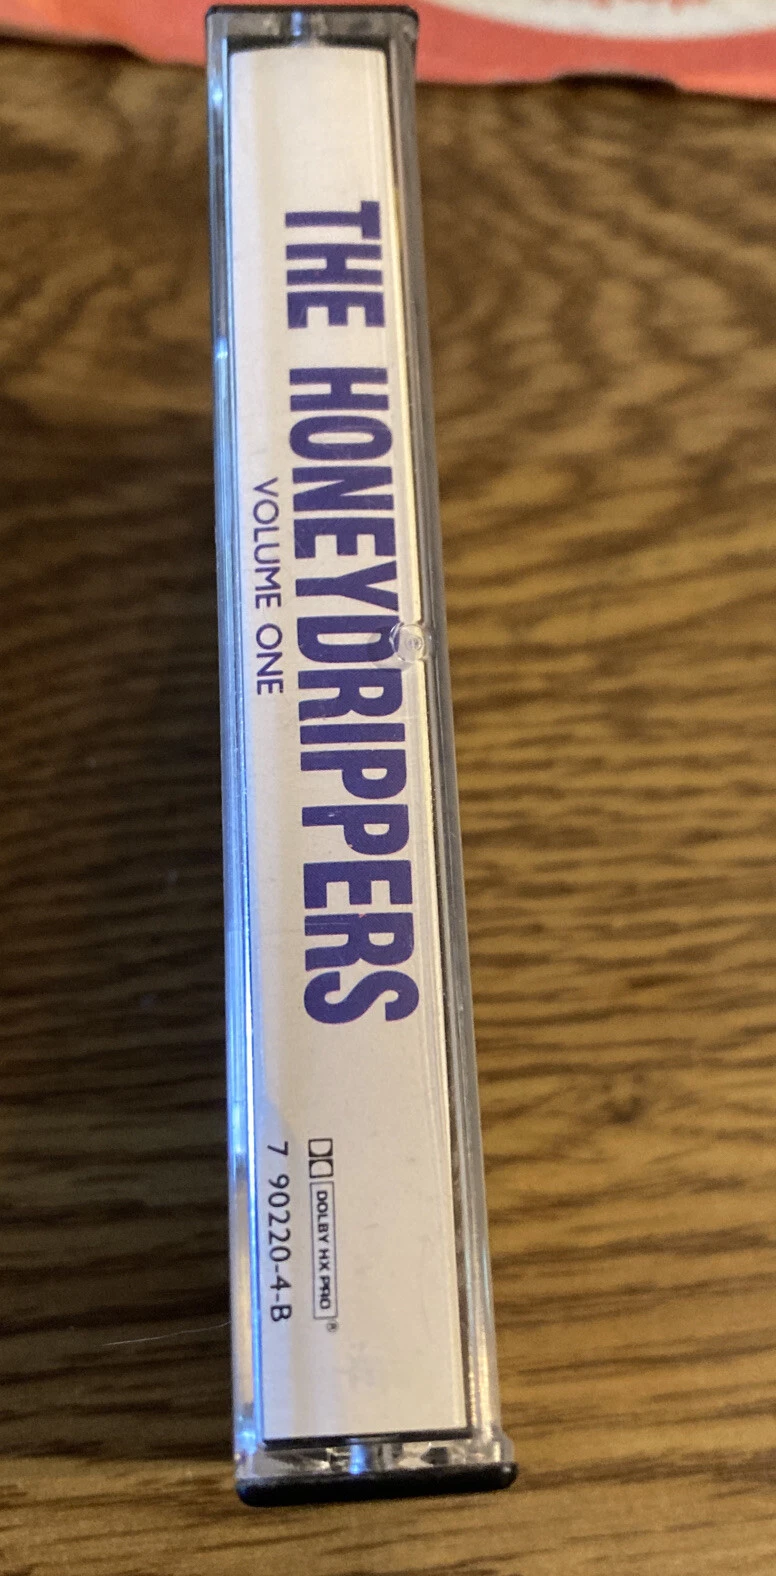 THE HONEYDRIPPERS
VOLUME ONE
DOLBY HX PRO®
7 90220-4-B